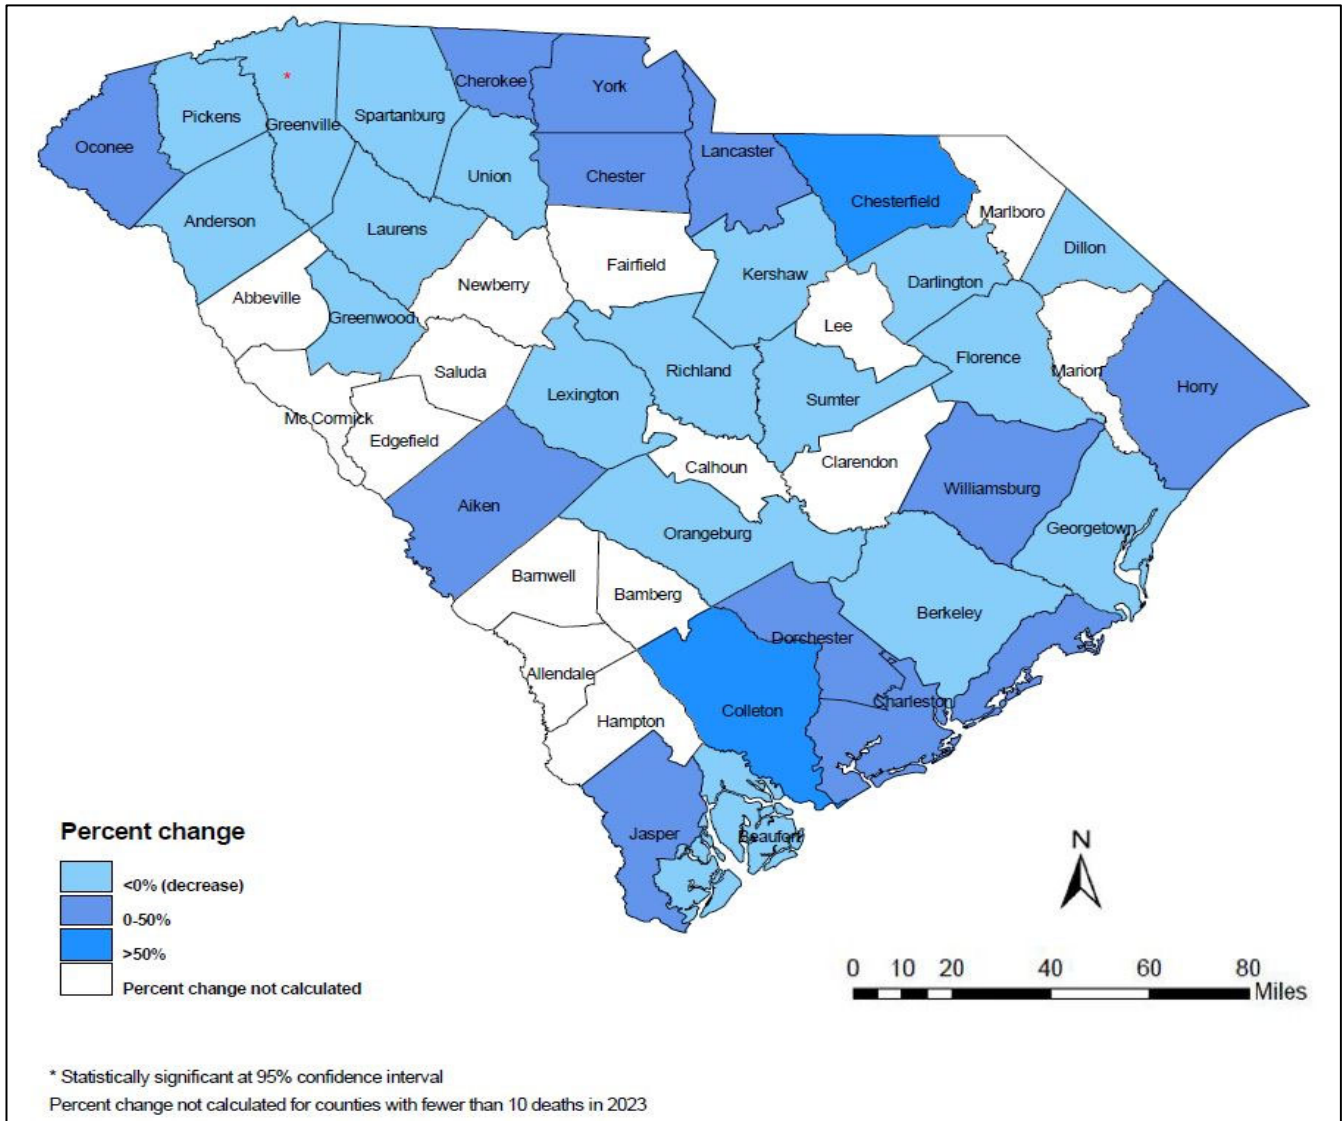 Cherokee
York
*
Pickens
Spartanburg
Greenville
Oconee
Lancaster
Union
Chester
Chesterfield
Marlboro
Anderson
Laurens
Dillon
Fairfield
Kershaw
Newberry
Darlington
Abbeville
Greenwood
Lee
Florence
Saluda
Richland
Marion
Horry
Lexington
Sumter
Mc Cormick
Edgefield
Calhoun
Clarendon
Williamsburg
Aiken
Georgetown
Orangeburg
Barnwell
Bamberg
Berkeley
Dorchester
Allendale
Charleston
Colleton
Hampton
Jasper
Beaufort
Percent change
<0% (decrease)
0-50%
>50%
Percent change not calculated
N
0 10 20 40 60 80
Miles
* Statistically significant at 95% confidence interval
Percent change not calculated for counties with fewer than 10 deaths in 2023